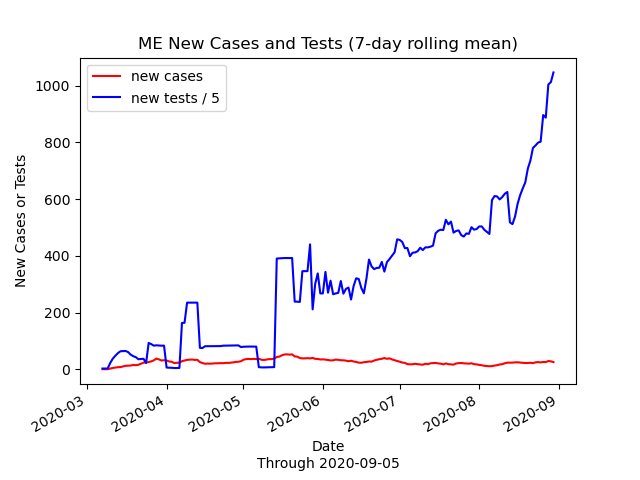 ME New Cases and Tests (7-day rolling mean)
new cases
new tests / 5
New Cases or Tests
1000
800
600
400
200
0
2020-03
2020-04
2020-05
2020-06
2020-07
2020-08
2020-09
Date
Through 2020-09-05